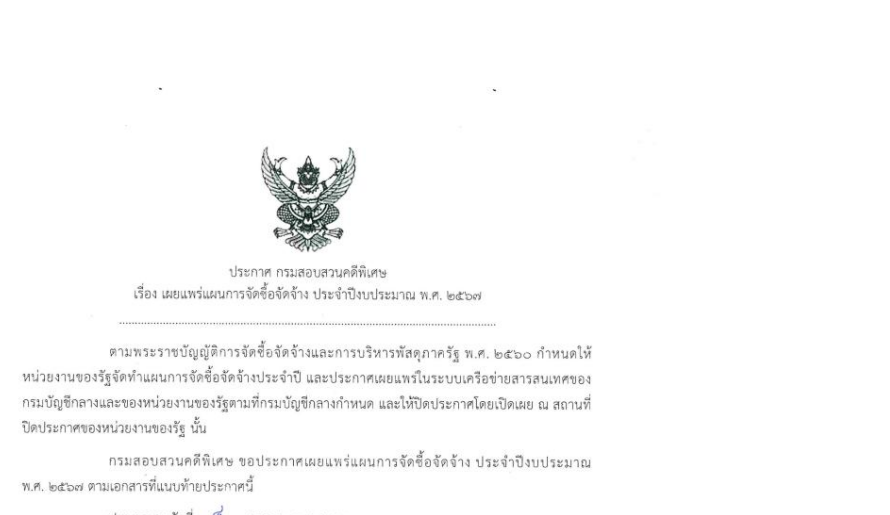 ประกาศ กรมสอบสวนคดีพิเศษ
เรื่อง เผยแพร่แผนการจัดซื้อจัดจ้าง ประจำปีงบประมาณ พ.ศ. ๒๕๖๗
ตามพระราชบัญญัติการจัดซื้อจัดจ้างและการบริหารพัสดุภาครัฐ พ.ศ. ๒๕๖๐ กำหนดให้
หน่วยงานของรัฐจัดทำแผนการจัดซื้อจัดจ้างประจำปี และประกาศเผยแพร่ในระบบเครือข่ายสารสนเทศของ
กรมบัญชีกลางและของหน่วยงานของรัฐตามที่กรมบัญชีกลางกำหนด และให้ปิดประกาศโดยเปิดเผย ณ สถานที่
ปิดประกาศของหน่วยงานของรัฐ นั้น
กรมสอบสวนคดีพิเศษ ขอประกาศเผยแพร่แผนการจัดซื้อจัดจ้าง ประจำปีงบประมาณ
พ.ศ. ๒๕๖๗ ตามเอกสารที่แนบท้ายประกาศนี้